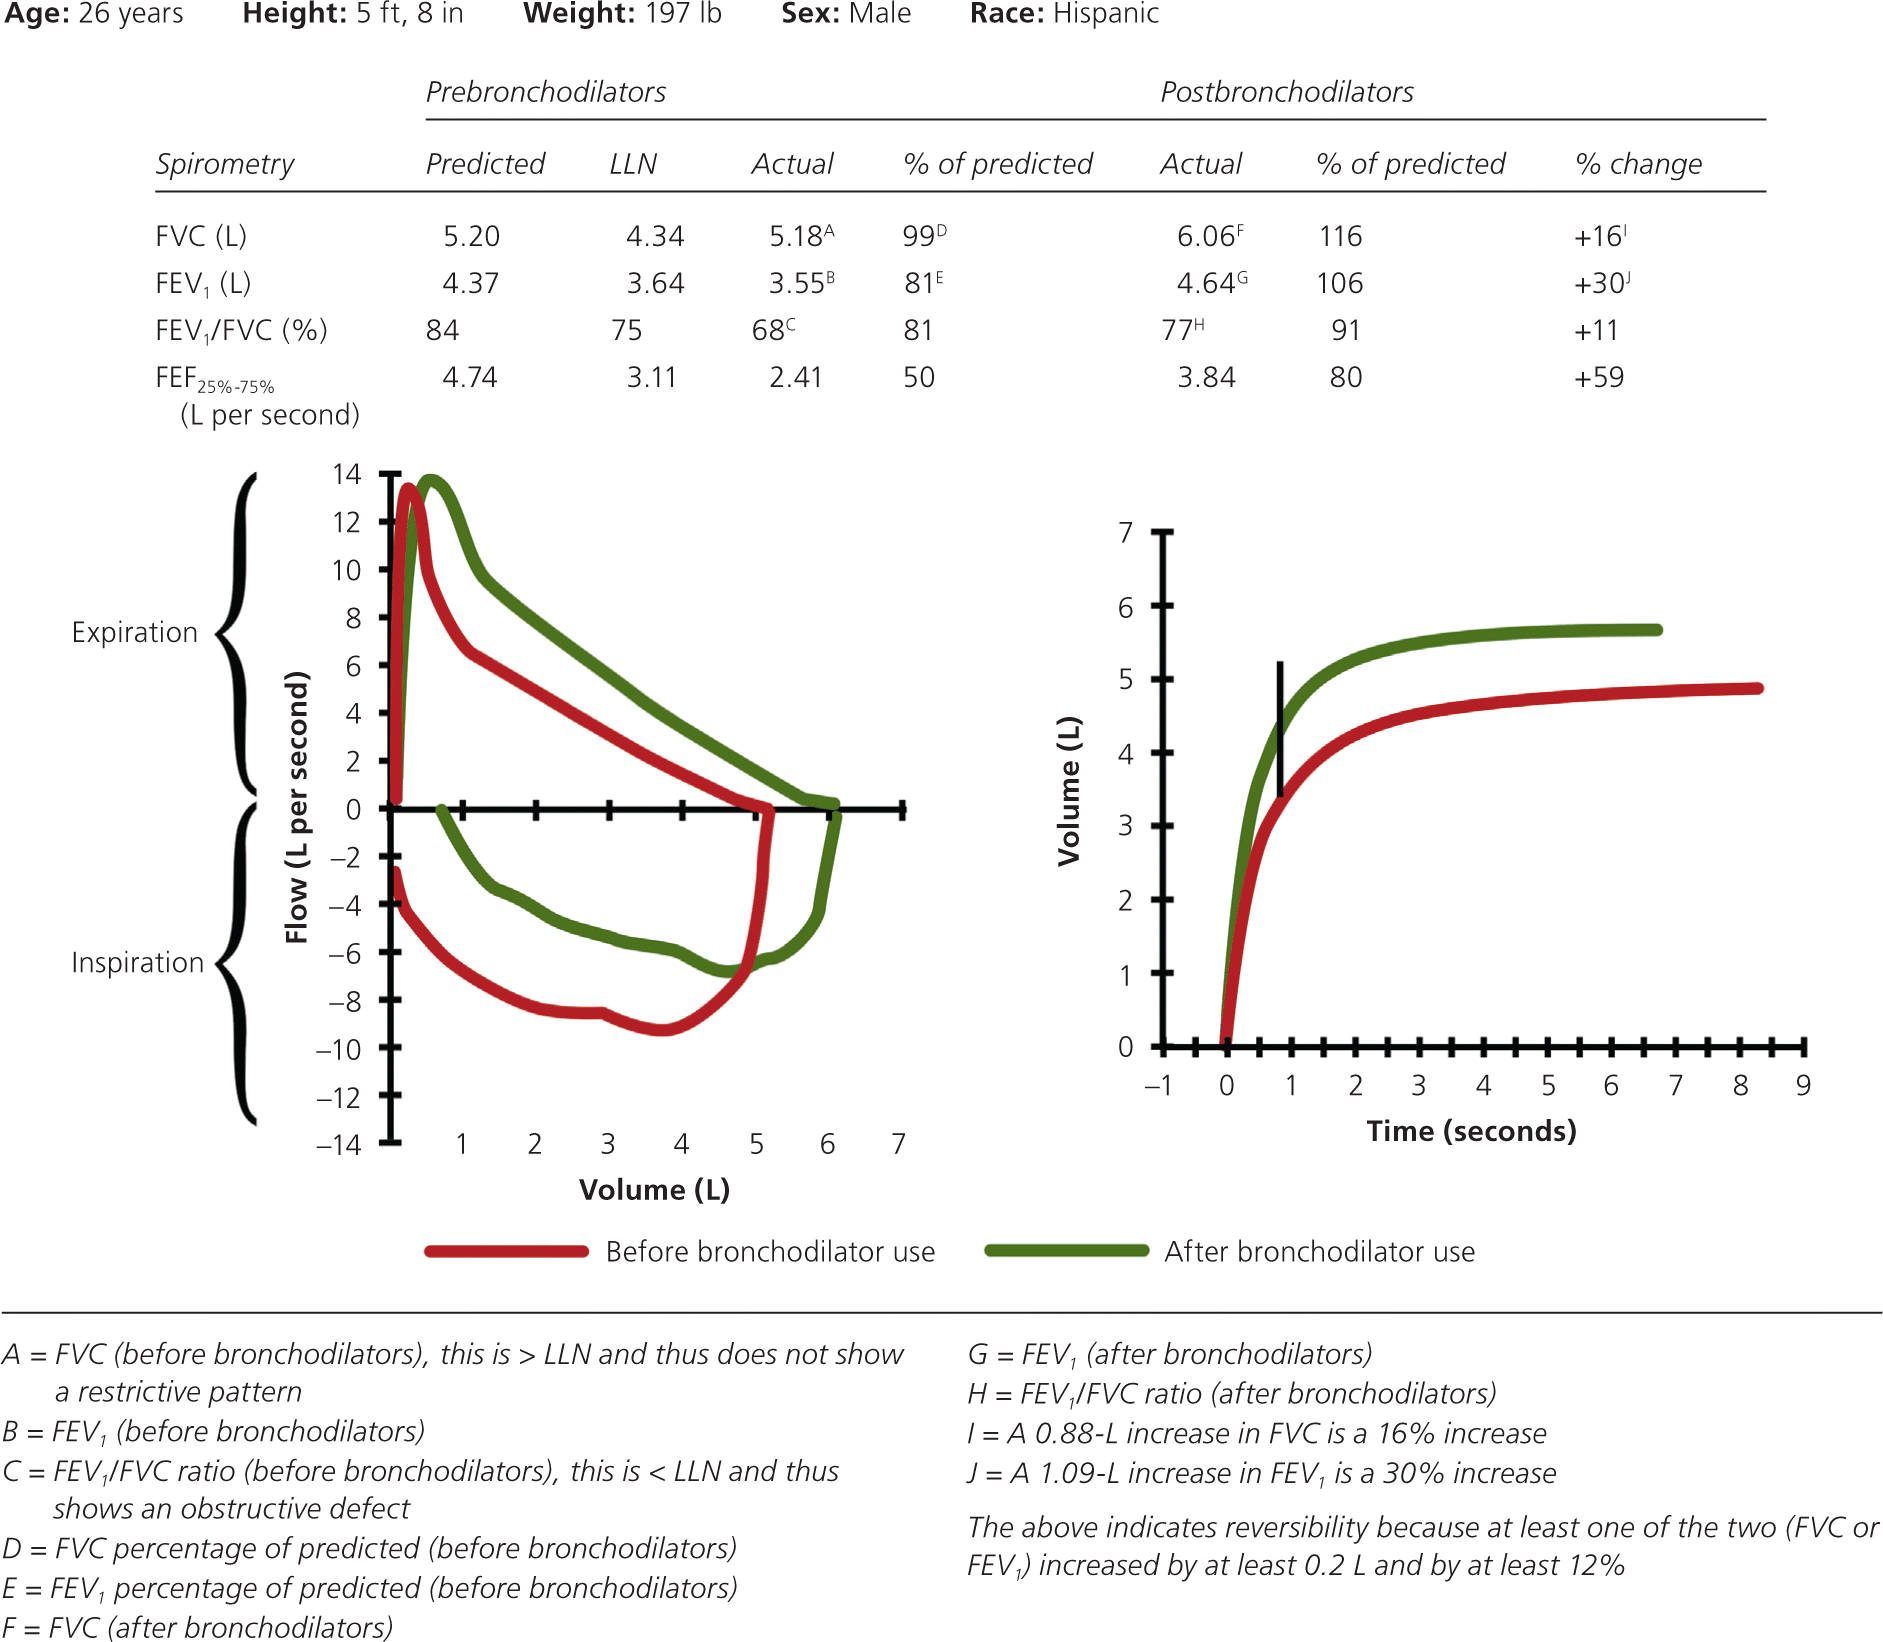 Age: 26 years Height: 5 ft, 8 in Weight: 197 lb Sex: Male Race: Hispanic
Prebronchodilators Postbronchodilators
Spirometry Predicted LLN Actual % of predicted Actual % of predicted % change
FVC (L) 5.20 4.34 5.18A 99D 6.06F 116 +16I
FEV1 (L) 4.37 3.64 3.55B 81E 4.64G 106 +30J
FEV1/FVC (%) 84 75 68C 81 77H 91 +11
FEF25%-75% 4.74 3.11 2.41 50 3.84 80 +59
(L per second)
Expiration
Inspiration
Flow (L per second)
14
12
10
8
6
4
2
0
–2
–4
–6
–8
–10
–12
–14
1 2 3 4 5 6 7
Volume (L)
Volume (L)
7
6
5
4
3
2
1
0
–1 0 1 2 3 4 5 6 7 8 9
Time (seconds)
Before bronchodilator use After bronchodilator use
A = FVC (before bronchodilators), this is > LLN and thus does not show
a restrictive pattern
B = FEV1 (before bronchodilators)
C = FEV1/FVC ratio (before bronchodilators), this is < LLN and thus
shows an obstructive defect
D = FVC percentage of predicted (before bronchodilators)
E = FEV1 percentage of predicted (before bronchodilators)
F = FVC (after bronchodilators)
G = FEV1 (after bronchodilators)
H = FEV1/FVC ratio (after bronchodilators)
I = A 0.88-L increase in FVC is a 16% increase
J = A 1.09-L increase in FEV1 is a 30% increase
The above indicates reversibility because at least one of the two (FVC or
FEV1) increased by at least 0.2 L and by at least 12%